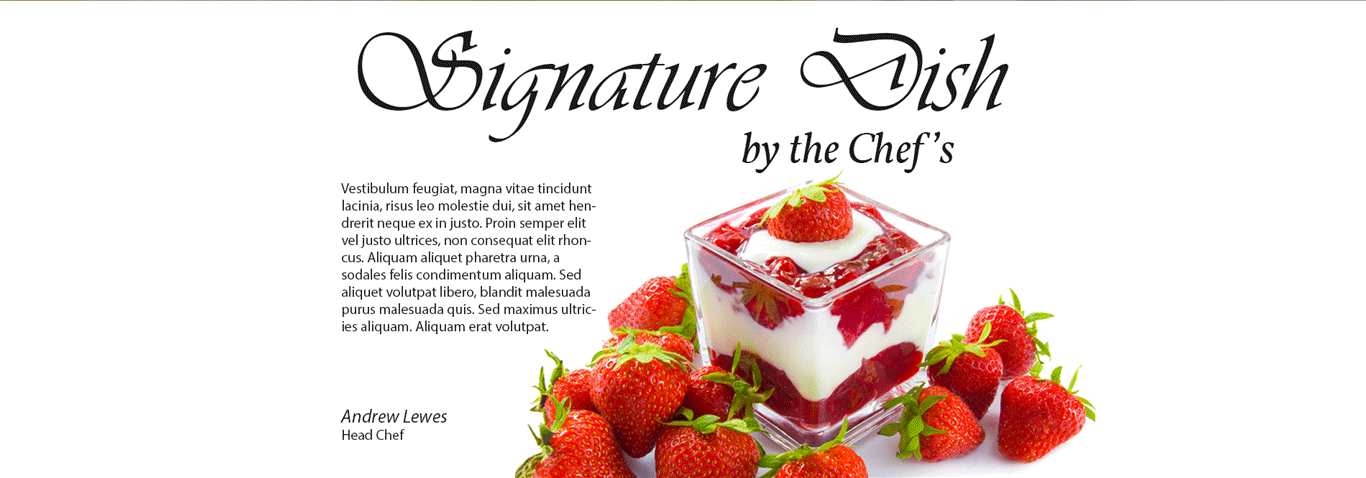 Signature Dish
by the Chef's
Vestibulum feugiat, magna vitae tincidunt
lacinia, risus leo molestie dui, sit amet hen-
drerit neque ex in justo. Proin semper elit
vel justo ultrices, non consequat elit rhon-
cus. Aliquam aliquet pharetra urna, a
sodales felis condimentum aliquam. Sed
aliquet volutpat libero, blandit malesuada
purus malesuada quis. Sed maximus ultric-
ies aliquam. Aliquam erat volutpat.
Andrew Lewes
Head Chef